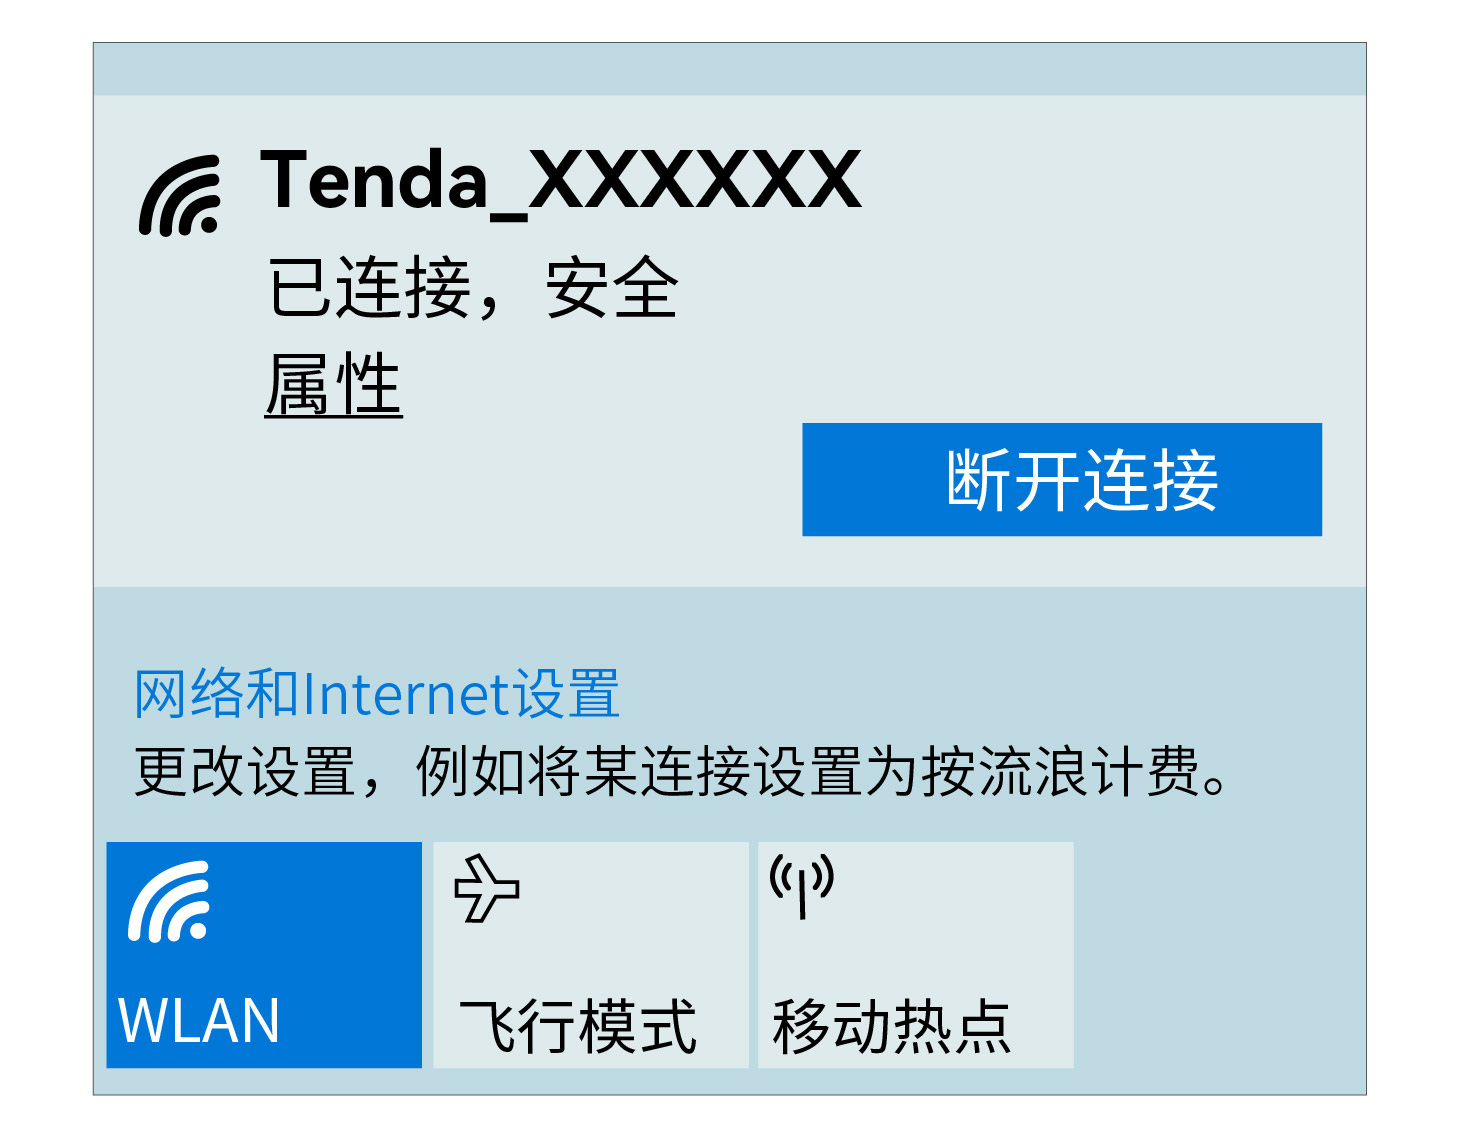 Tenda_XXXXXX
已连接，安全
属性
断开连接
网络和Internet设置
更改设置，例如将某连接设置为按流浪计费。
WLAN
飞行模式
移动热点